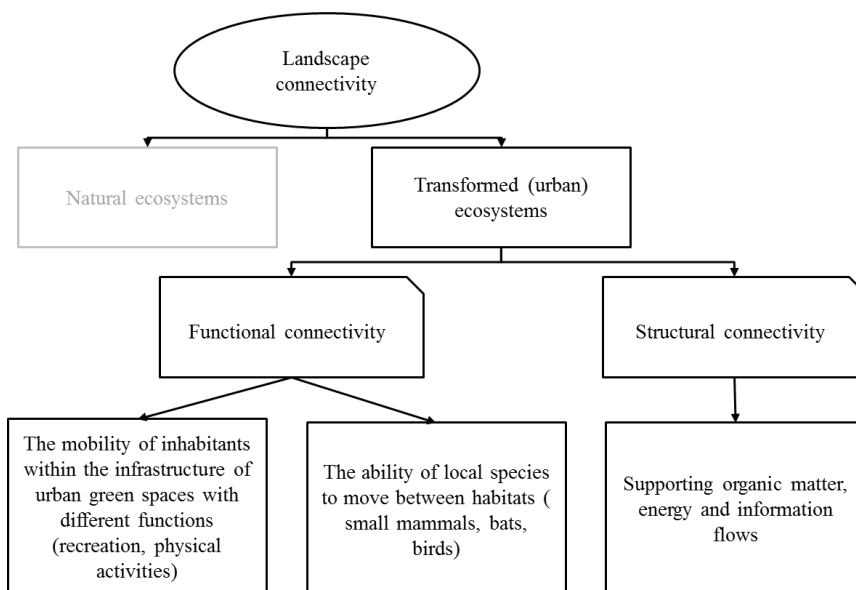 Landscape
connectivity
Natural ecosystems
Transformed (urban)
ecosystems
Functional connectivity
Structural connectivity
The mobility of inhabitants
within the infrastructure of
urban green spaces with
different functions
(recreation, physical
activities)
The ability of local species
to move between habitats (
small mammals, bats,
birds)
Supporting organic matter,
energy and information
flows